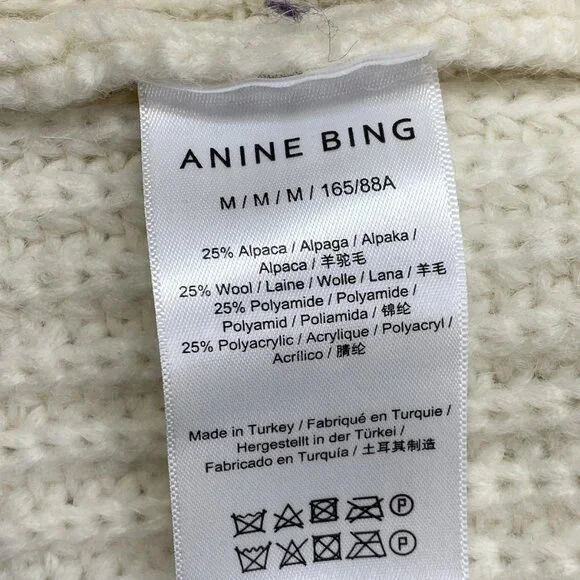 ANINE BING
M / M / M / 165/88A
25% Alpaca / Alpaga / Alpaka /
Alpaca / 羊驼毛
25% Wool / Laine / Wolle / Lana / 羊毛
25% Polyamide / Polyamide /
Polyamid / Poliamida / 锦纶
25% Polyacrylic / Acrylique / Polyacryl /
Acrílico / 腈纶
Made in Turkey / Fabriqué en Turquie /
Hergestellt in der Türkei /
Fabricado en Turquía / 土耳其制造
P
P